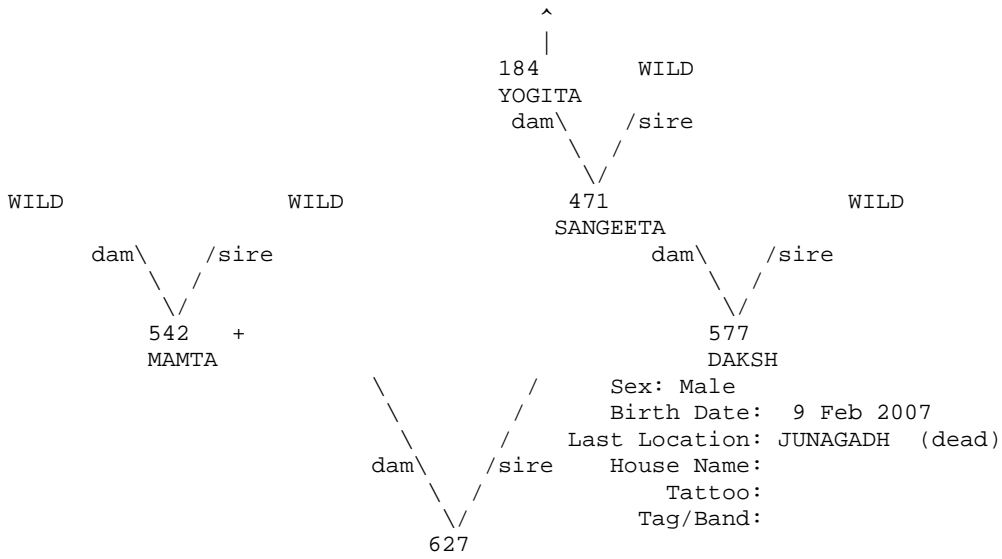 ^
|
184 WILD
YOGITA
dam\ /sire
\ /
\/
WILD WILD 471 WILD
SANGEETA
dam\ /sire dam\ /sire
\ / \ /
\/ \/
542 + 577
MAMTA DAKSH
\ / Sex: Male
\ / Birth Date: 9 Feb 2007
\ / Last Location: JUNAGADH (dead)
dam\ /sire House Name:
\ / Tattoo:
\/ Tag/Band:
627